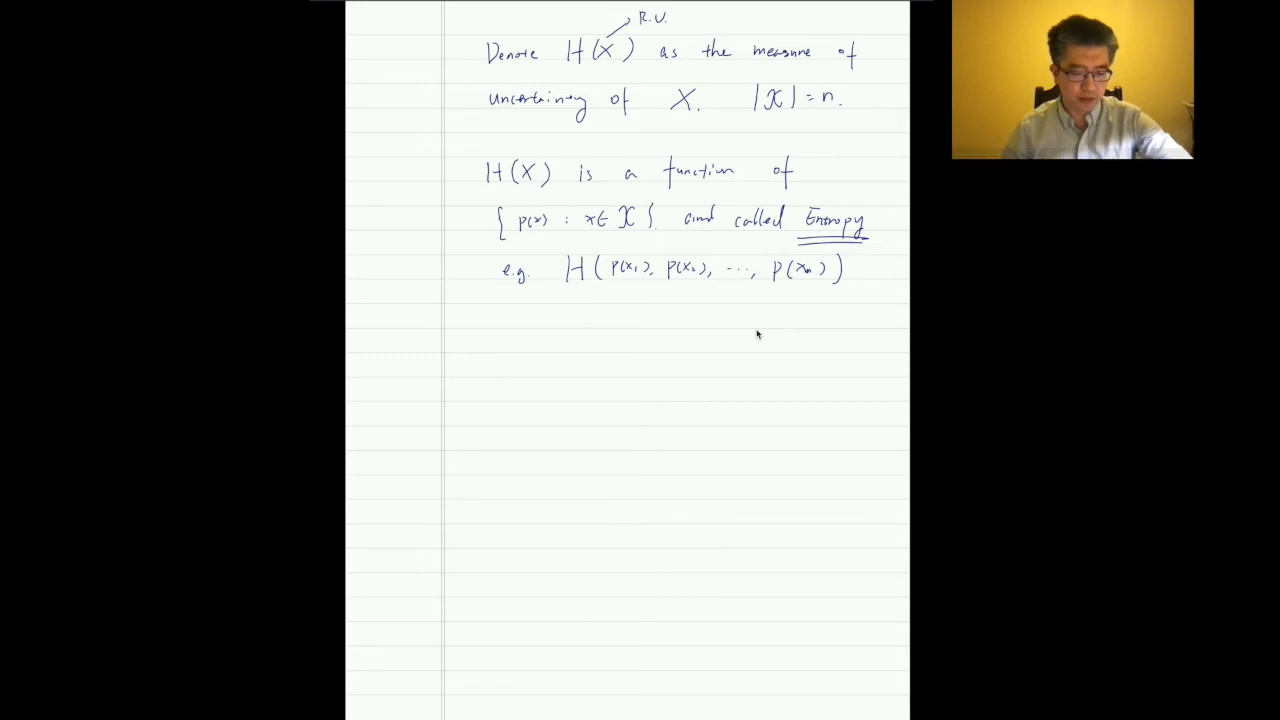 R.V.
Denote H(X) as the measure of
uncertainty of X. |𝒳| = n.
H(X) is a function of
{ p(x) : x∈ 𝒳 }. and called Entropy
e.g. H( p(x₁), p(x₂), ..., p(xₙ) )